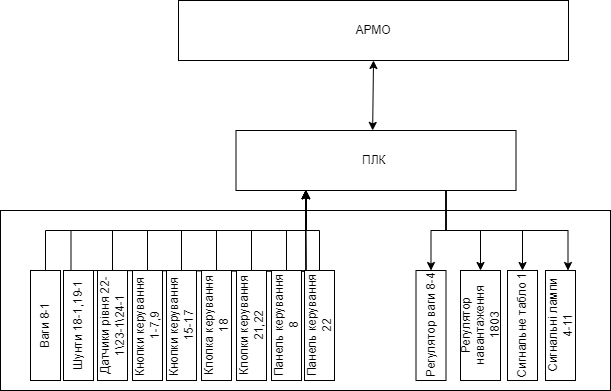 АРМО
ПЛК
Ваги 8-1
Шунти 18-1,19-1
Датчики рівня 22-
1\23-1\24-1
Кнопки керування
1-7,9
Кнопки керування
15-17
Кпопка керування
18
Кпопки керування
21,22
Панель керування
8
Панель керування
22
Регулятор ваги 8-4
Регулятор
навантаження
1803
Сигнальне табло 1
Сигнальні лампи
4-11